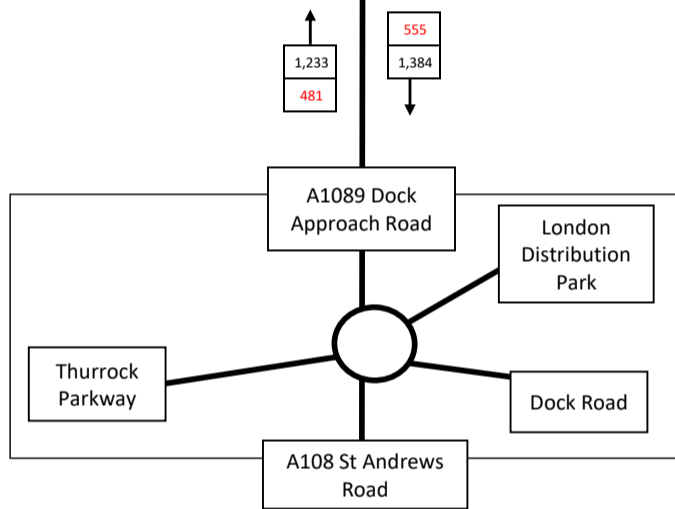 555
1,233
1,384
481
A1089 Dock
Approach Road
London
Distribution
Park
Thurrock
Parkway
Dock Road
A108 St Andrews
Road